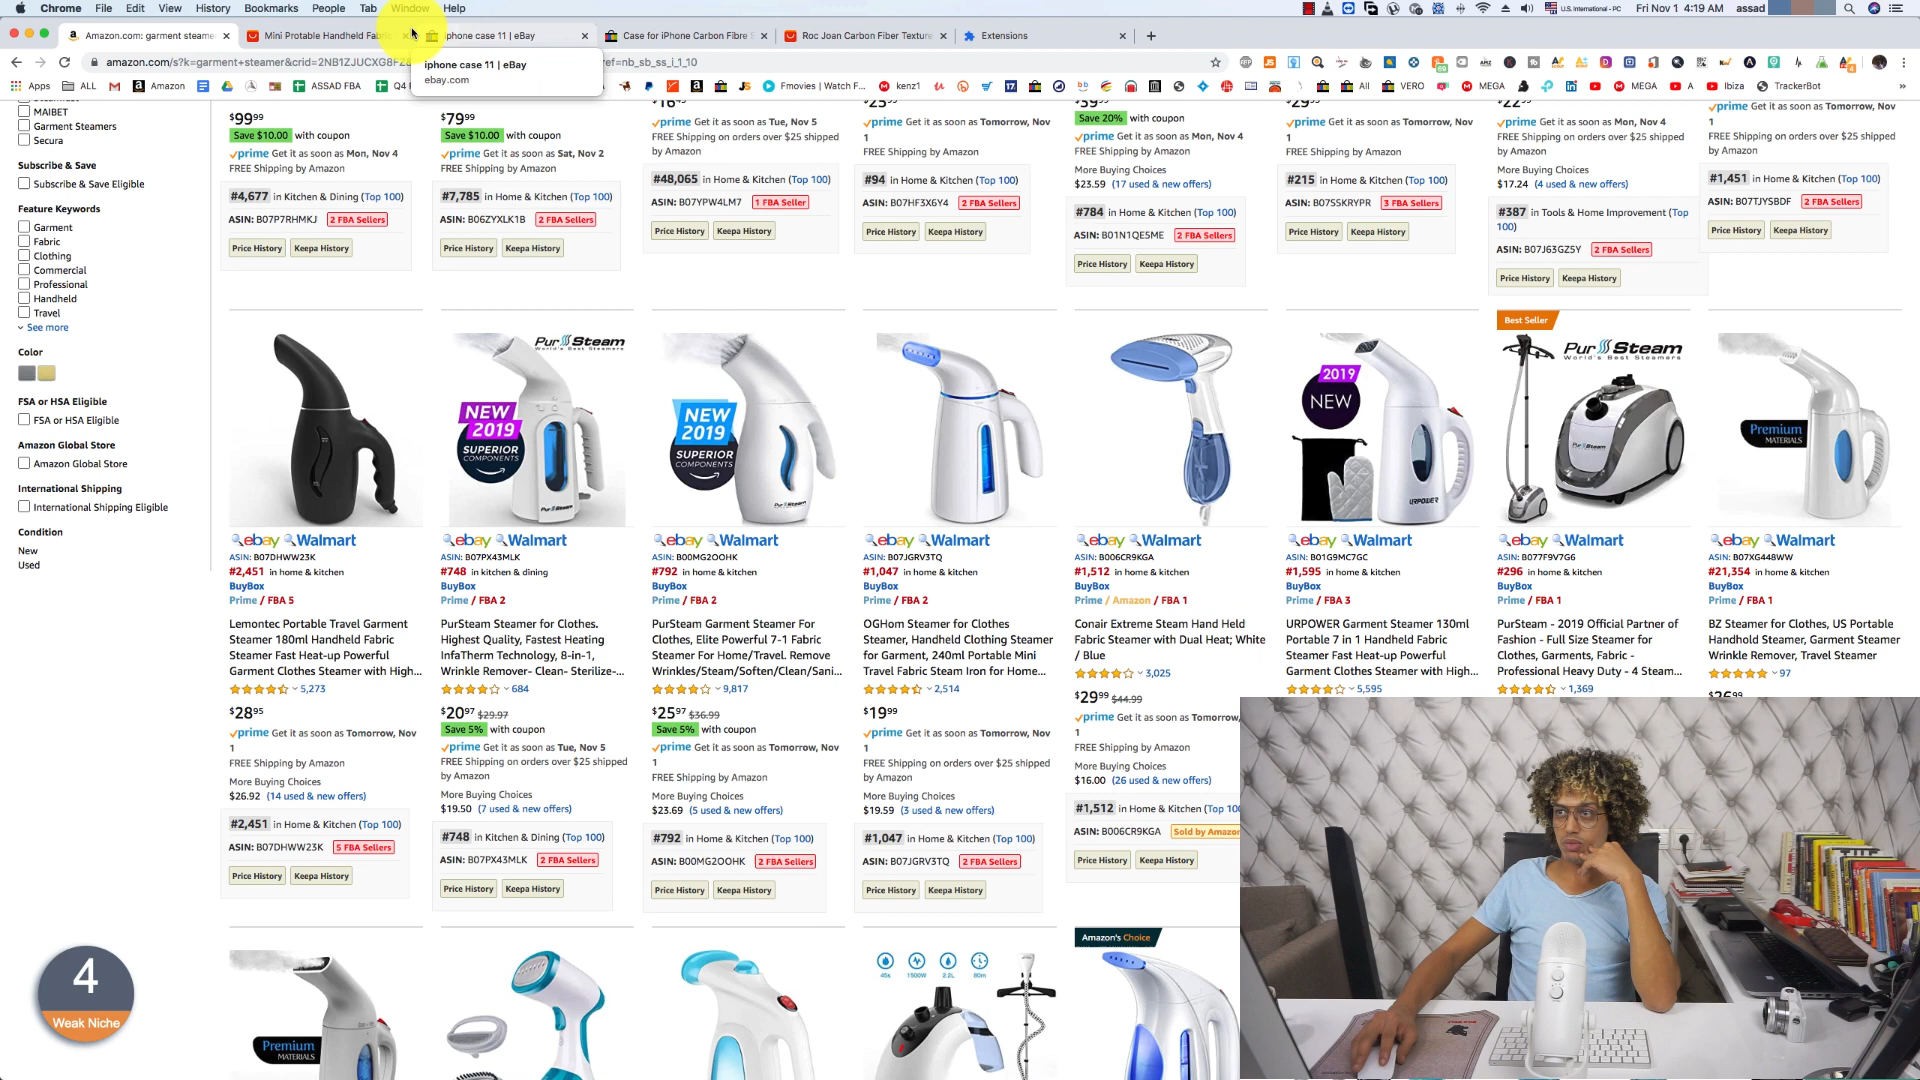 Chrome File Edit View History Bookmarks People Tab Window Help
U.S. International - PC Fri Nov 1 4:19 AM assad
Amazon.com: garment steame
Mini Protable Handheld Fabric
iphone case 11 | eBay
Case for iPhone Carbon Fibre S
Roc Joan Carbon Fiber Texture
Extensions
amazon.com/s?k=garment+steamer&crid=2NB1ZJUCXG8FZ
ref=nb_sb_ss_i_1_10
iphone case 11 | eBay
ebay.com
Apps ALL Amazon ASSAD FBA Q4 Fmovies | Watch F... kenz1 All VERO MEGA MEGA A Ibiza TrackerBot
MAIBET
Garment Steamers
Secura
Subscribe & Save
Subscribe & Save Eligible
Feature Keywords
Garment
Fabric
Clothing
Commercial
Professional
Handheld
Travel
See more
Color
FSA or HSA Eligible
FSA or HSA Eligible
Amazon Global Store
Amazon Global Store
International Shipping
International Shipping Eligible
Condition
New
Used
$99.99
Save $10.00 with coupon
prime Get it as soon as Mon, Nov 4
FREE Shipping by Amazon
#4,677 in Kitchen & Dining (Top 100)
ASIN: B07P7RHMKJ 2 FBA Sellers
Price History Keepa History
$79.99
Save $10.00 with coupon
prime Get it as soon as Sat, Nov 2
FREE Shipping by Amazon
#7,785 in Home & Kitchen (Top 100)
ASIN: B06ZYXLK1B 2 FBA Sellers
Price History Keepa History
prime Get it as soon as Tue, Nov 5
FREE Shipping on orders over $25 shipped
by Amazon
#48,065 in Home & Kitchen (Top 100)
ASIN: B07YPW4LM7 1 FBA Seller
Price History Keepa History
prime Get it as soon as Tomorrow, Nov
1
FREE Shipping by Amazon
#94 in Home & Kitchen (Top 100)
ASIN: B07HF3X6Y4 2 FBA Sellers
Price History Keepa History
Save 20% with coupon
prime Get it as soon as Mon, Nov 4
FREE Shipping by Amazon
More Buying Choices
$23.59 (17 used & new offers)
#784 in Home & Kitchen (Top 100)
ASIN: B01N1QE5ME 2 FBA Sellers
Price History Keepa History
prime Get it as soon as Tomorrow, Nov
1
FREE Shipping by Amazon
#215 in Home & Kitchen (Top 100)
ASIN: B07SSKRYPR 3 FBA Sellers
Price History Keepa History
prime Get it as soon as Mon, Nov 4
FREE Shipping on orders over $25 shipped
by Amazon
More Buying Choices
$17.24 (4 used & new offers)
#387 in Tools & Home Improvement (Top
100)
ASIN: B07J63GZ5Y 2 FBA Sellers
Price History Keepa History
prime Get it as soon as Tomorrow, Nov
1
FREE Shipping on orders over $25 shipped
by Amazon
#1,451 in Home & Kitchen (Top 100)
ASIN: B07TJYSBDF 2 FBA Sellers
Price History Keepa History
ebay Walmart
ASIN: B07DHWW23K
#2,451 in home & kitchen
BuyBox
Prime / FBA 5
Lemontec Portable Travel Garment
Steamer 180ml Handheld Fabric
Steamer Fast Heat-up Powerful
Garment Clothes Steamer with High...
5,273
$28.95
prime Get it as soon as Tomorrow, Nov
1
FREE Shipping by Amazon
More Buying Choices
$26.92 (14 used & new offers)
#2,451 in Home & Kitchen (Top 100)
ASIN: B07DHWW23K 5 FBA Sellers
Price History Keepa History
PurSteam
World's Best Steamers
NEW
2019
SUPERIOR
COMPONENTS
PurSteam
ebay Walmart
ASIN: B07PX43MLK
#748 in kitchen & dining
BuyBox
Prime / FBA 2
PurSteam Steamer for Clothes.
Highest Quality, Fastest Heating
InfaTherm Technology, 8-in-1,
Wrinkle Remover- Clean- Sterilize-...
684
$20.97 $29.97
Save 5% with coupon
prime Get it as soon as Tue, Nov 5
FREE Shipping on orders over $25 shipped
by Amazon
More Buying Choices
$19.50 (7 used & new offers)
#748 in Kitchen & Dining (Top 100)
ASIN: B07PX43MLK 2 FBA Sellers
Price History Keepa History
NEW
2019
SUPERIOR
COMPONENTS
PurSteam
ebay Walmart
ASIN: B00MG2OOHK
#792 in home & kitchen
BuyBox
Prime / FBA 2
PurSteam Garment Steamer For
Clothes, Elite Powerful 7-1 Fabric
Steamer For Home/Travel. Remove
Wrinkles/Steam/Soften/Clean/Sani...
9,817
$25.97 $36.99
Save 5% with coupon
prime Get it as soon as Tomorrow, Nov
1
FREE Shipping by Amazon
More Buying Choices
$23.69 (5 used & new offers)
#792 in Home & Kitchen (Top 100)
ASIN: B00MG2OOHK 2 FBA Sellers
Price History Keepa History
ebay Walmart
ASIN: B07JGRV3TQ
#1,047 in home & kitchen
BuyBox
Prime / FBA 2
OGHom Steamer for Clothes
Steamer, Handheld Clothing Steamer
for Garment, 240ml Portable Mini
Travel Fabric Steam Iron for Home...
2,514
$19.99
prime Get it as soon as Tomorrow, Nov
1
FREE Shipping on orders over $25 shipped
by Amazon
More Buying Choices
$19.59 (3 used & new offers)
#1,047 in Home & Kitchen (Top 100)
ASIN: B07JGRV3TQ 2 FBA Sellers
Price History Keepa History
ebay Walmart
ASIN: B006CR9KGA
#1,512 in home & kitchen
BuyBox
Prime / Amazon / FBA 1
Conair Extreme Steam Hand Held
Fabric Steamer with Dual Heat; White
/ Blue
3,025
$29.99 $44.99
prime Get it as soon as Tomorrow,
1
FREE Shipping by Amazon
More Buying Choices
$16.00 (26 used & new offers)
#1,512 in Home & Kitchen (Top 100
ASIN: B006CR9KGA Sold by Amazon
Price History Keepa History
2019
NEW
URPOWER
ebay Walmart
ASIN: B01G9MC7GC
#1,595 in home & kitchen
BuyBox
Prime / FBA 3
URPOWER Garment Steamer 130ml
Portable 7 in 1 Handheld Fabric
Steamer Fast Heat-up Powerful
Garment Clothes Steamer with High...
5,595
Best Seller
PurSteam
World's Best Steamers
PurSteam
ebay Walmart
ASIN: B077F9V7G6
#296 in home & kitchen
BuyBox
Prime / FBA 1
PurSteam - 2019 Official Partner of
Fashion - Full Size Steamer for
Clothes, Garments, Fabric -
Professional Heavy Duty - 4 Steam...
1,369
Premium
MATERIALS
ebay Walmart
ASIN: B07XG448WW
#21,354 in home & kitchen
BuyBox
Prime / FBA 1
BZ Steamer for Clothes, US Portable
Handheld Steamer, Garment Steamer
Wrinkle Remover, Travel Steamer
97
Premium
MATERIALS
45s 1500W 2.2L 80m
Amazon's Choice
4
Weak Niche